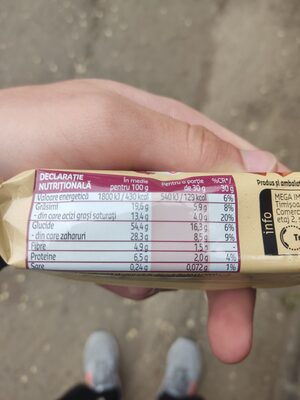 DECLARAȚIE NUTRIȚIONALĂ În medie pentru 100 g Pentru o porție de 30 g %CR* 30 g
Valoare energetică 1800 kJ / 430 kcal 540 kJ / 129 kcal 6%
Grăsimi 19,6 g 5,9 g 8%
- din care acizi grași saturați 13,4 g 4,0 g 20%
Glucide 54,4 g 16,3 g 6%
- din care zaharuri 28,3 g 8,5 g 9%
Fibre 4,9 g 1,5 g
Proteine 6,5 g 2,0 g 4%
Sare 0,24 g 0,072 g 1%
Produs și ambalat
info
MEGA IM
Timișoa
Comerci
etaj 2, s